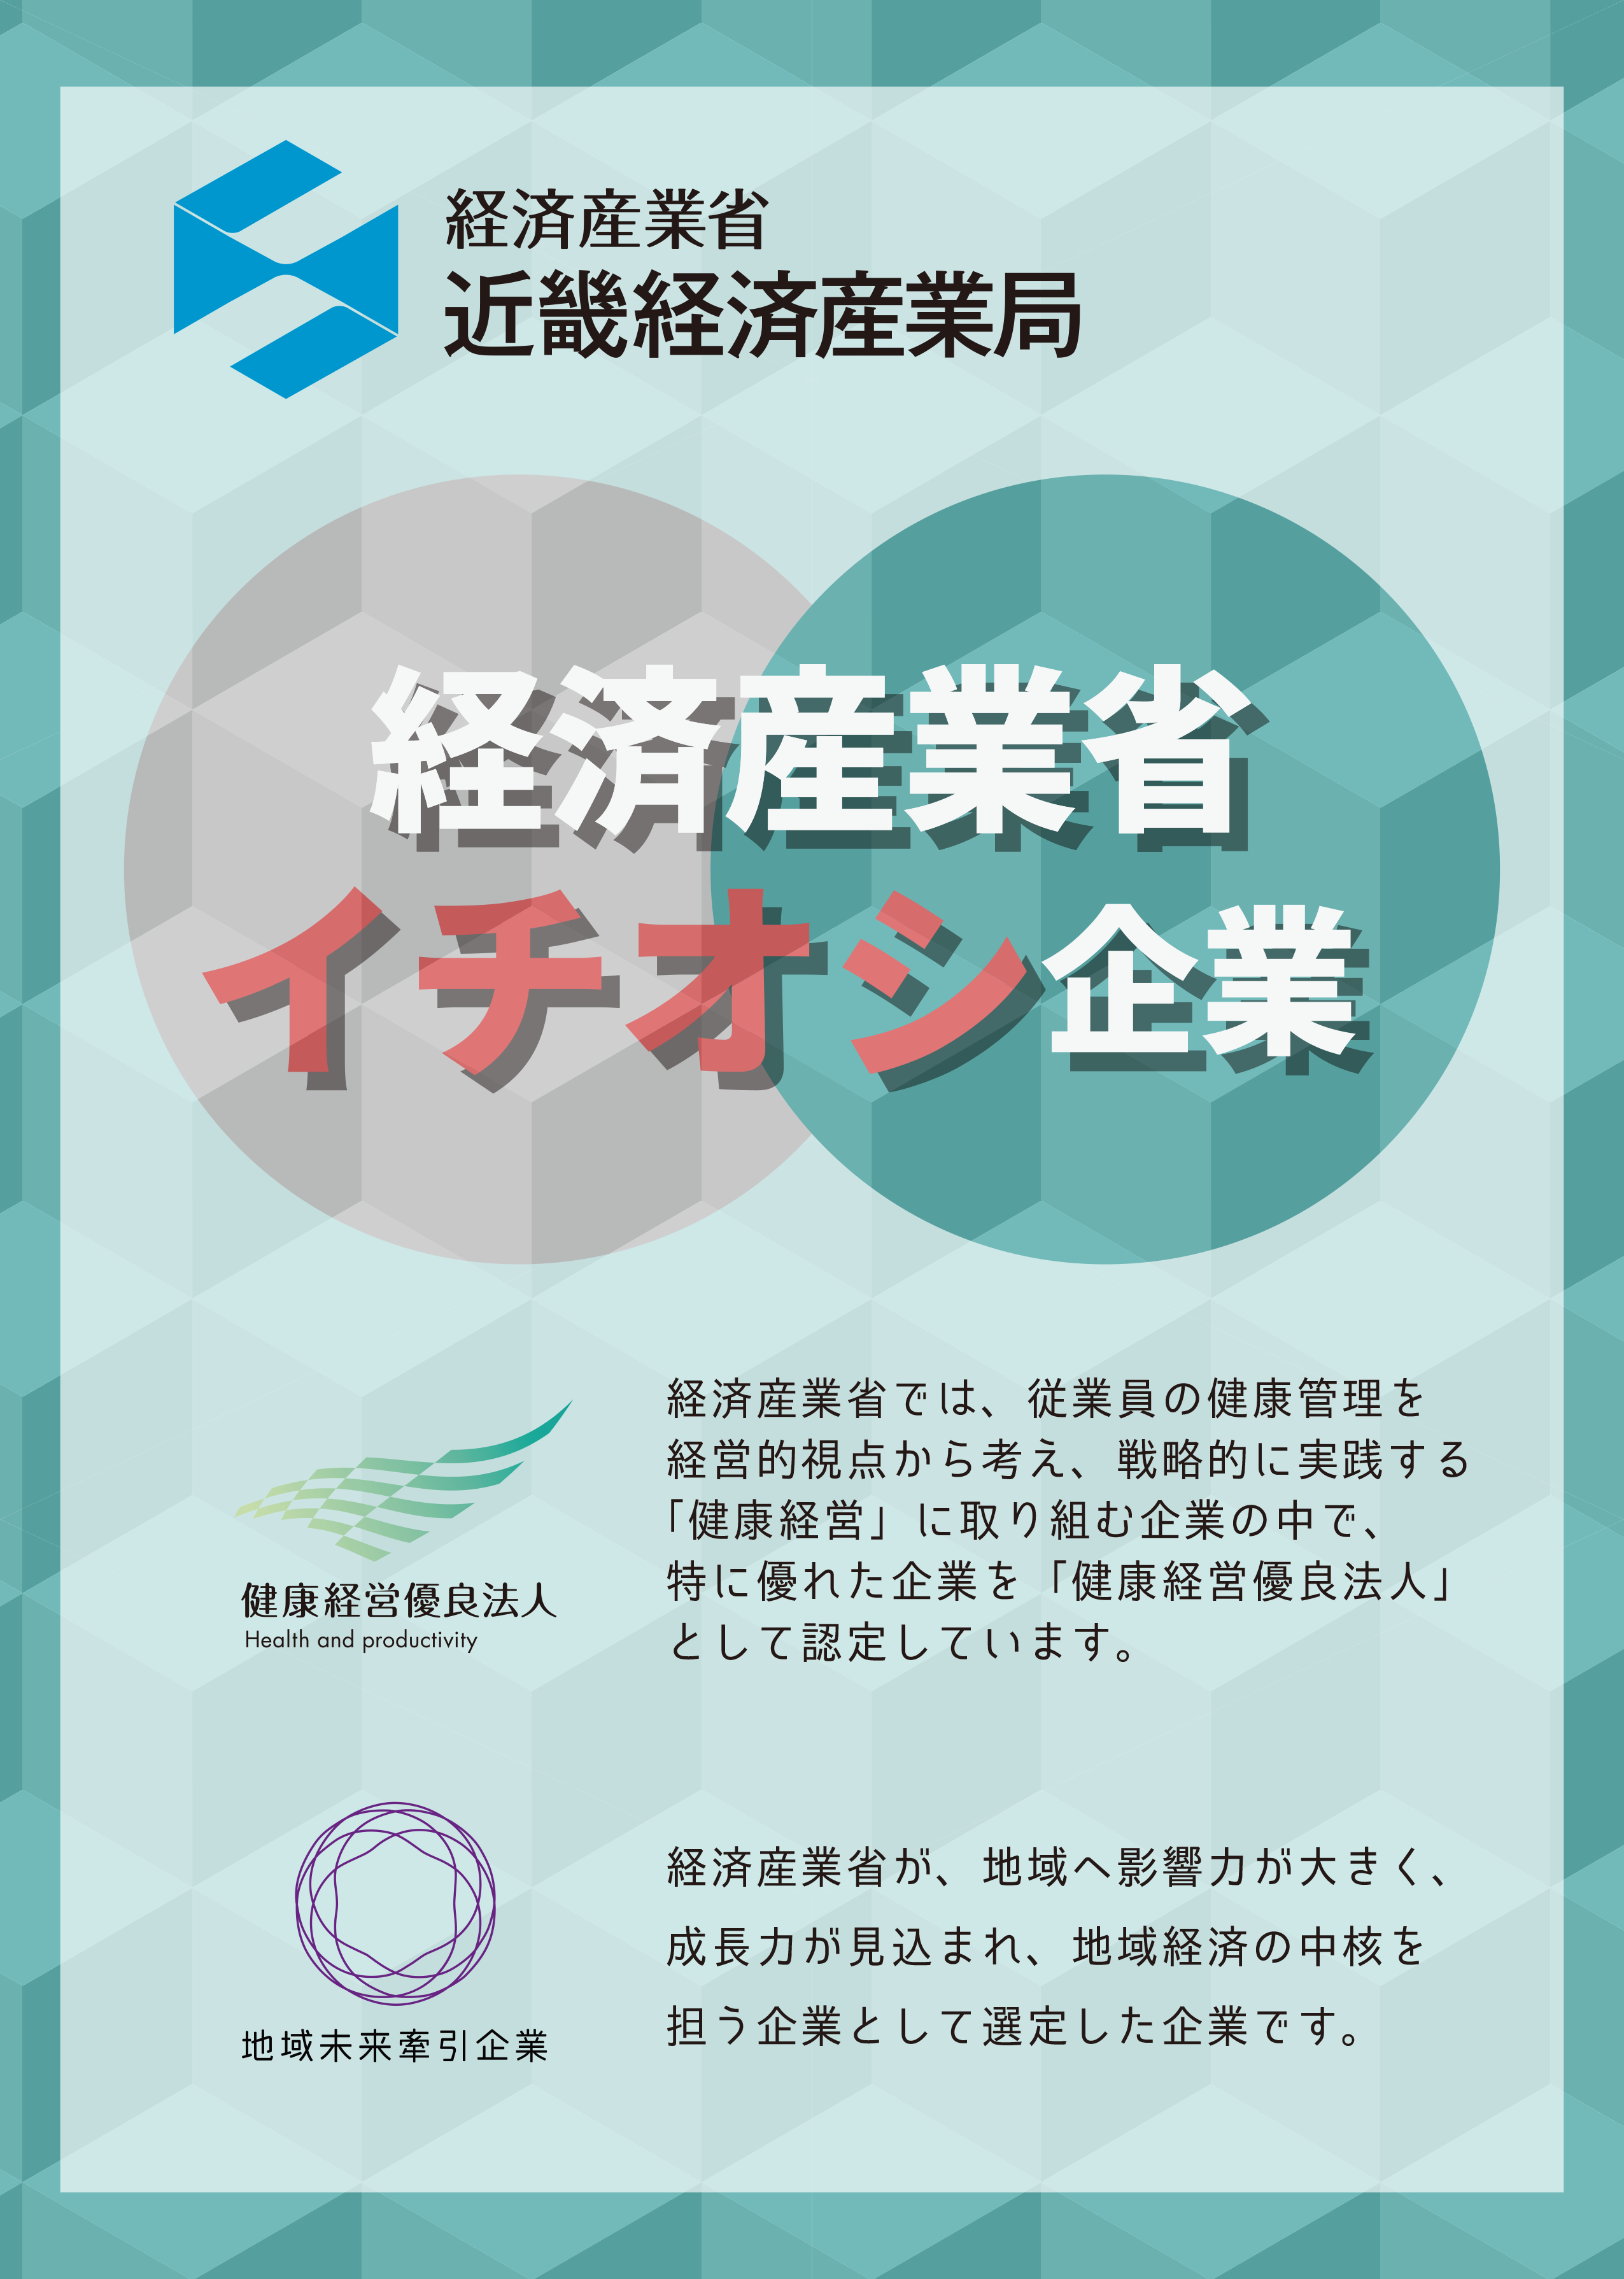 経済産業省
近畿経済産業局
経済産業省
イチオシ企業
経済産業省では、従業員の健康管理を
経営的視点から考え、戦略的に実践する
「健康経営」に取り組む企業の中で、
特に優れた企業を「健康経営優良法人」
として認定しています。
健康経営優良法人
Health and productivity
経済産業省が、地域へ影響力が大きく、
成長力が見込まれ、地域経済の中核を
担う企業として選定した企業です。
地域未来牽引企業